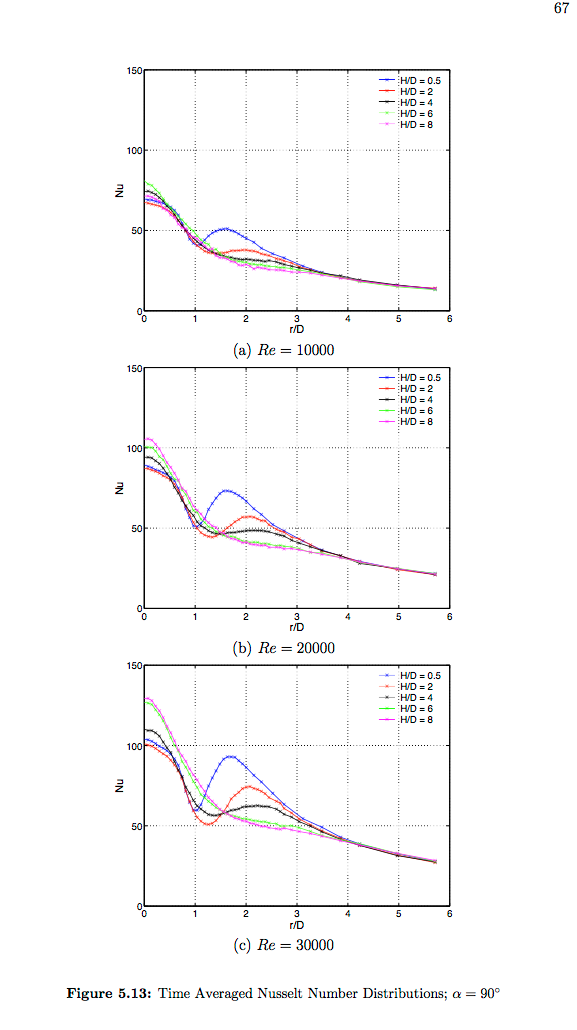 67
150
100
50
0
Nu
H/D = 0.5
H/D = 2
H/D = 4
H/D = 6
H/D = 8
0 1 2 3 4 5 6
r/D
(a) Re = 10000
150
100
50
0
Nu
H/D = 0.5
H/D = 2
H/D = 4
H/D = 6
H/D = 8
0 1 2 3 4 5 6
r/D
(b) Re = 20000
150
100
50
0
Nu
H/D = 0.5
H/D = 2
H/D = 4
H/D = 6
H/D = 8
0 1 2 3 4 5 6
r/D
(c) Re = 30000
Figure 5.13: Time Averaged Nusselt Number Distributions; α = 90°